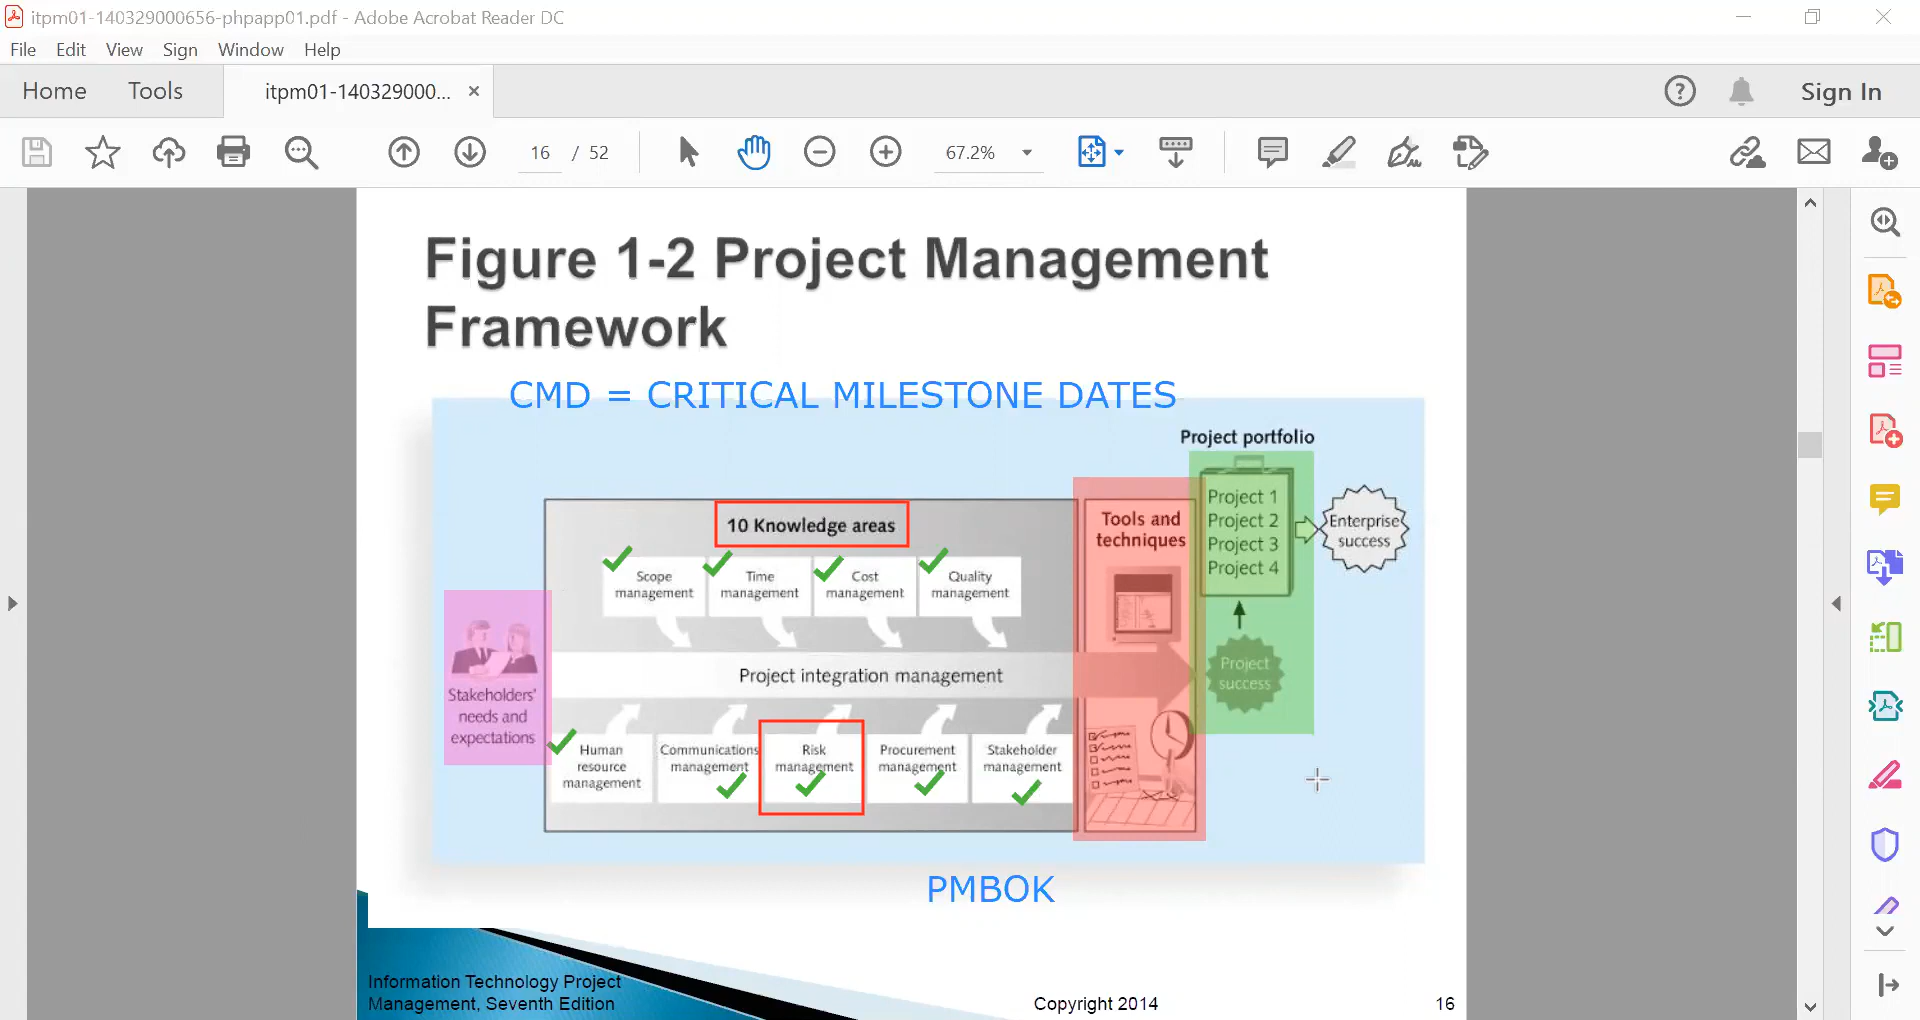 itpm01-140329000656-phpapp01.pdf - Adobe Acrobat Reader DC
File Edit View Sign Window Help
Home Tools itpm01-140329000... × Sign In
16 / 52 67.2%
Figure 1-2 Project Management
Framework
CMD = CRITICAL MILESTONE DATES
Project portfolio
10 Knowledge areas
Scope
management
Time
management
Cost
management
Quality
management
Tools and
techniques
Project 1
Project 2
Project 3
Project 4
Enterprise
success
Stakeholders'
needs and
expectations
Project integration management
Project
success
Human
resource
management
Communications
management
Risk
management
Procurement
management
Stakeholder
management
PMBOK
Information Technology Project
Management, Seventh Edition
Copyright 2014
16